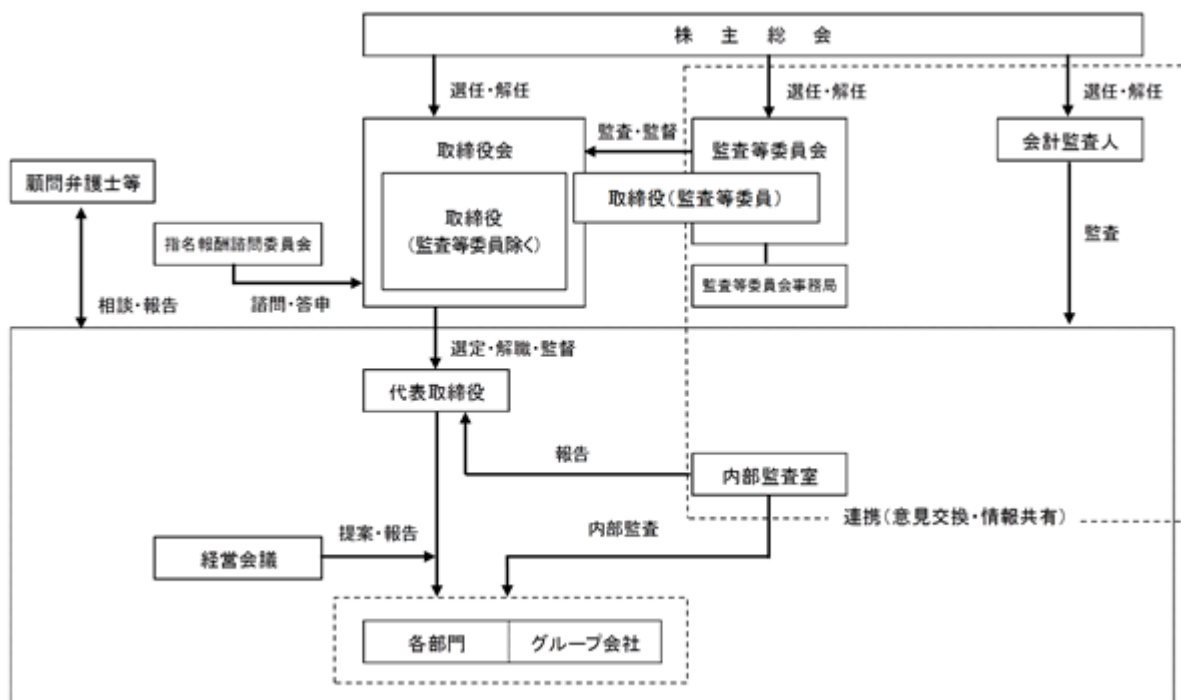 株主総会
選任・解任
選任・解任
選任・解任
取締役会
監査・監督
監査等委員会
会計監査人
顧問弁護士等
取締役
(監査等委員除く)
取締役(監査等委員)
指名報酬諮問委員会
監査
監査等委員会事務局
相談・報告
諮問・答申
選定・解職・監督
代表取締役
報告
内部監査室
連携(意見交換・情報共有)
提案・報告
内部監査
経営会議
各部門
グループ会社